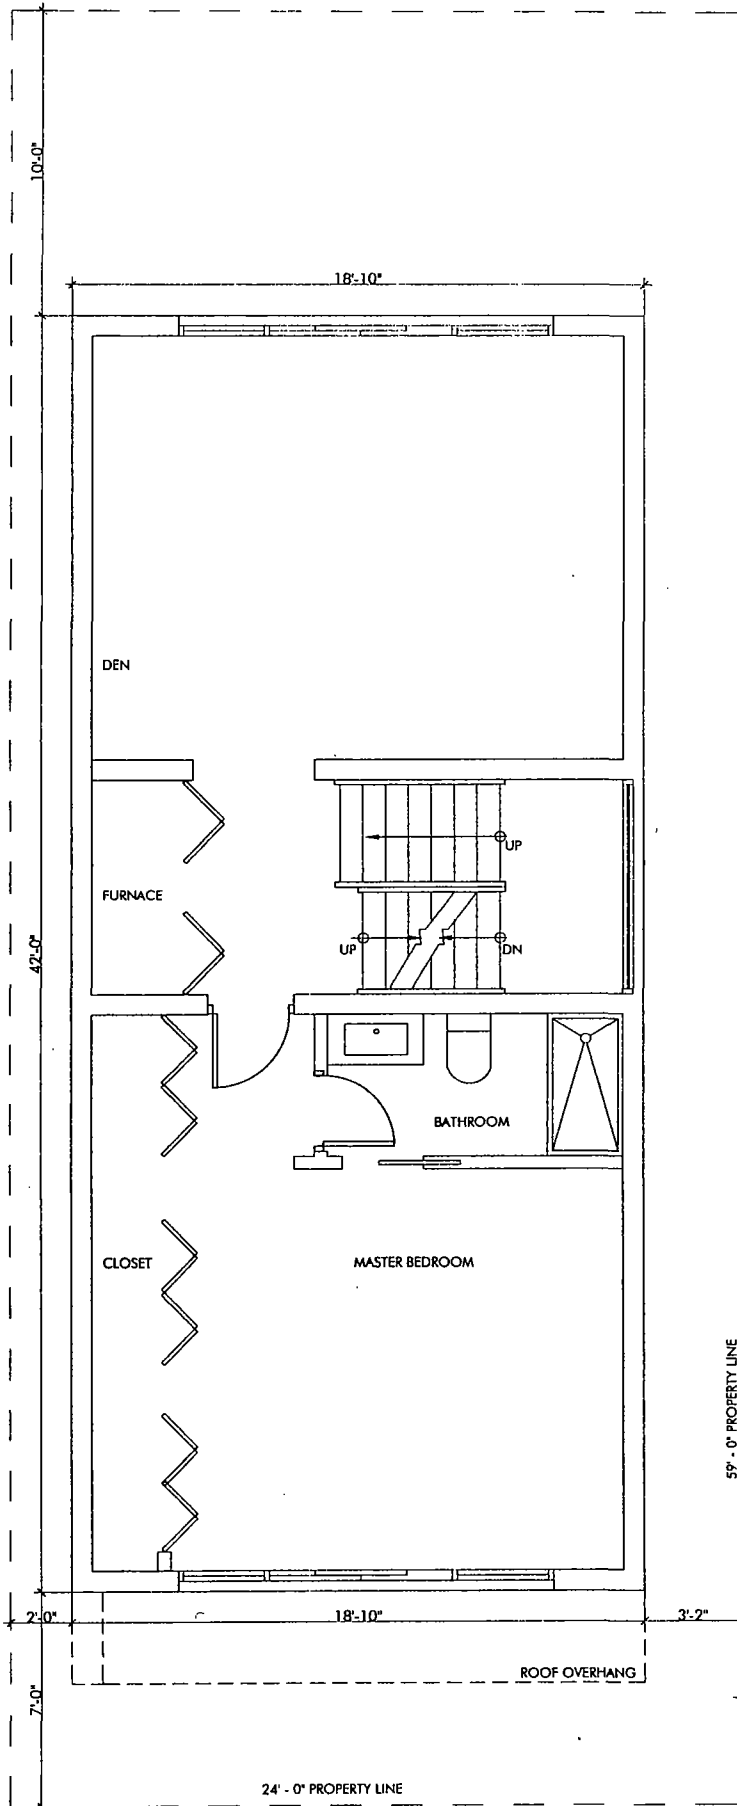 10'-0"
18'-10"
DEN
UP
FURNACE
42'-0"
UP
DN
BATHROOM
CLOSET
MASTER BEDROOM
59' - 0" PROPERTY LINE
2'-0"
18'-10"
3'-2"
ROOF OVERHANG
7'-0"
24' - 0" PROPERTY LINE